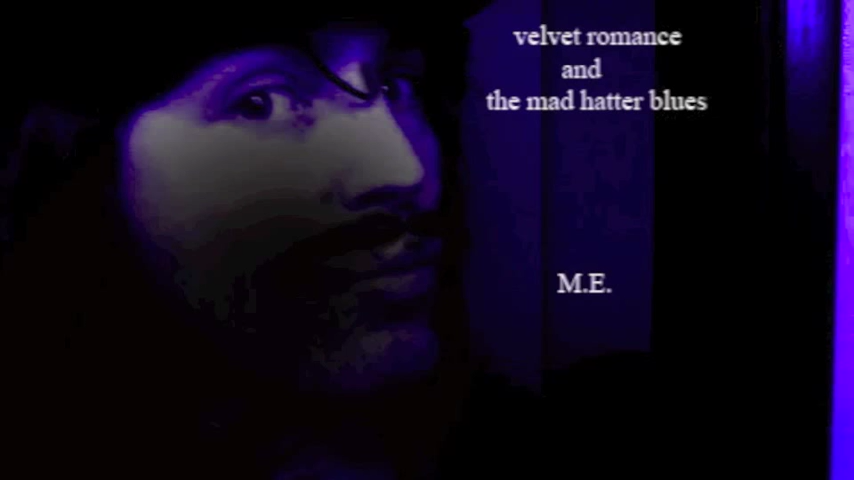 velvet romance
and
the mad hatter blues
M.E.